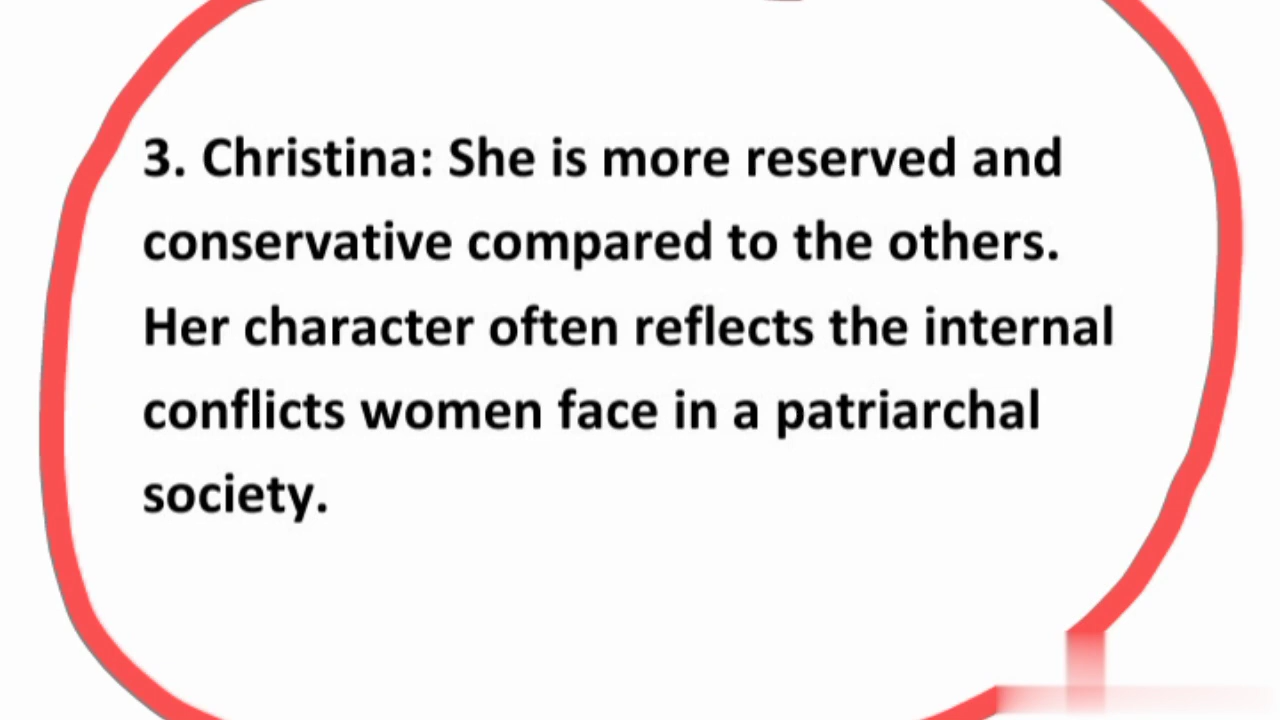 3. Christina: She is more reserved and
conservative compared to the others.
Her character often reflects the internal
conflicts women face in a patriarchal
society.